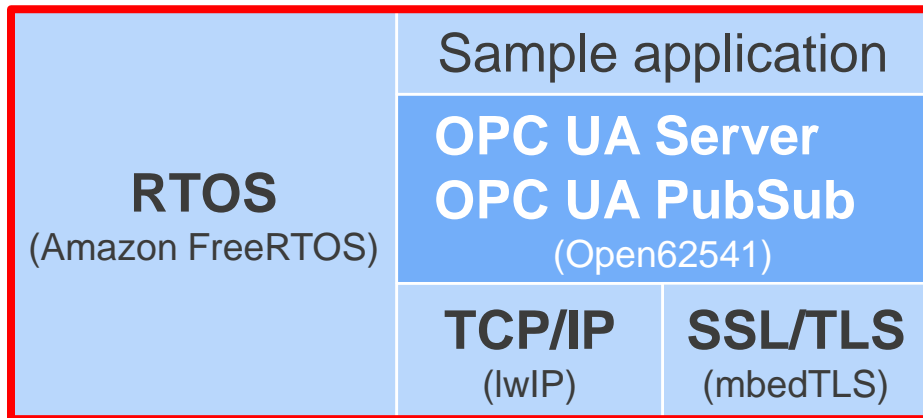 RTOS
(Amazon FreeRTOS)
Sample application
OPC UA Server
OPC UA PubSub
(Open62541)
TCP/IP
(lwIP)
SSL/TLS
(mbedTLS)